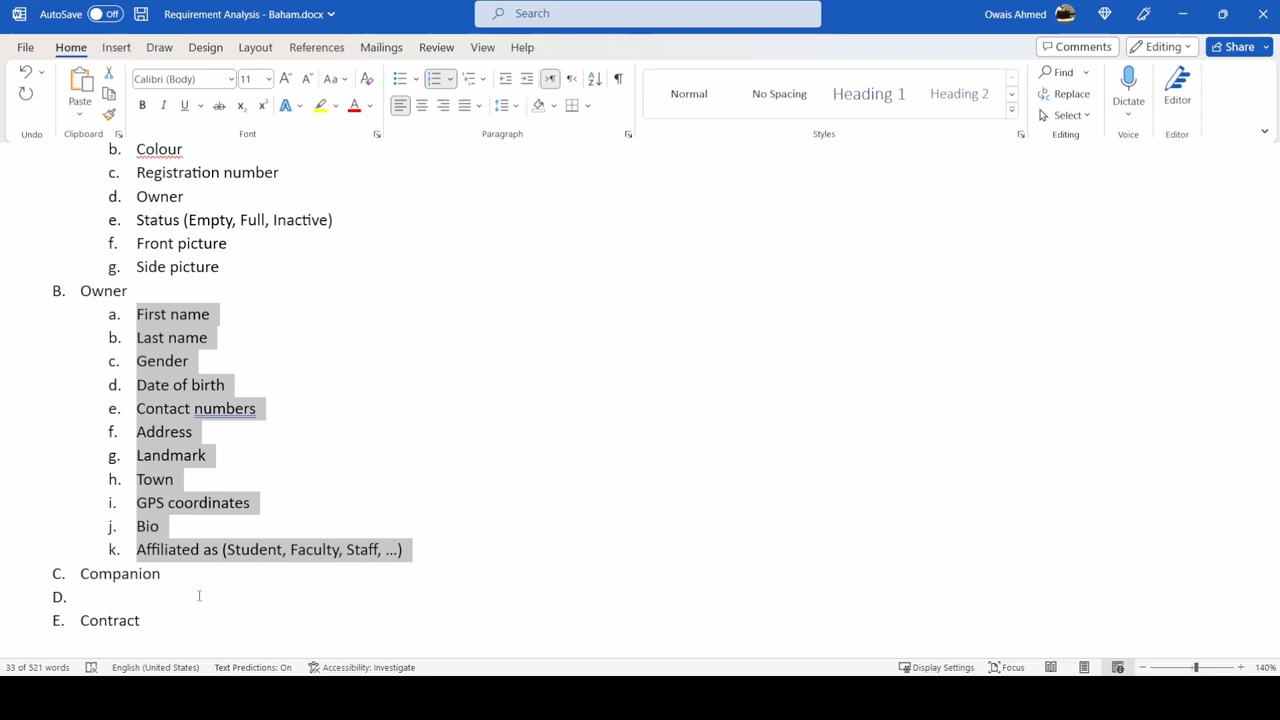 AutoSave Off Requirement Analysis - Baham.docx Search Owais Ahmed
File Home Insert Draw Design Layout References Mailings Review View Help Comments Editing Share
Paste Calibri (Body) 11 A A Aa A Normal No Spacing Heading 1 Heading 2 Find Replace Select Dictate Editor
B I U ab x₂ x² A A
Undo Clipboard Font Paragraph Styles Editing Voice Editor
b. Colour
c. Registration number
d. Owner
e. Status (Empty, Full, Inactive)
f. Front picture
g. Side picture
B. Owner
a. First name
b. Last name
c. Gender
d. Date of birth
e. Contact numbers
f. Address
g. Landmark
h. Town
i. GPS coordinates
j. Bio
k. Affiliated as (Student, Faculty, Staff, ...)
C. Companion
D.
E. Contract
33 of 521 words English (United States) Text Predictions: On Accessibility: Investigate Display Settings Focus 140%